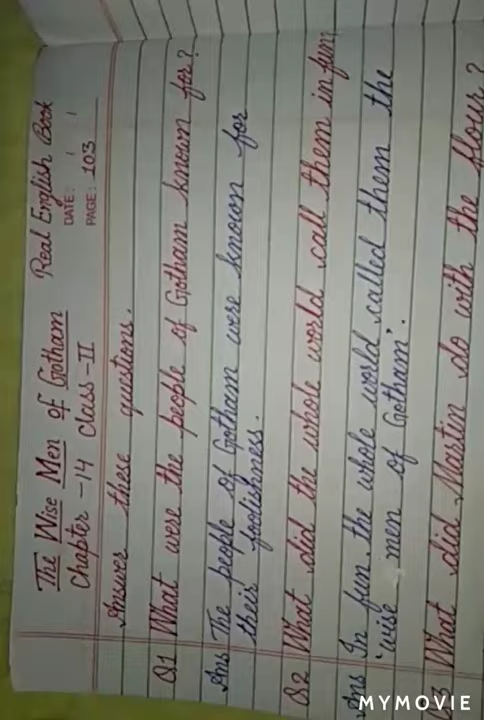 The Wise Men of Gotham Real English Book
Chapter -14 Class -II
DATE:
PAGE: 103
Answer these questions.
Q1 What were the people of Gotham known for?
Ans The people of Gotham were known for
their foolishness.
Q2 What did the whole world call them in fun
Ans In fun, the whole world called them the
'wise men of Gotham'.
Q3 What did Martin do with the flour?
MYMOVIE